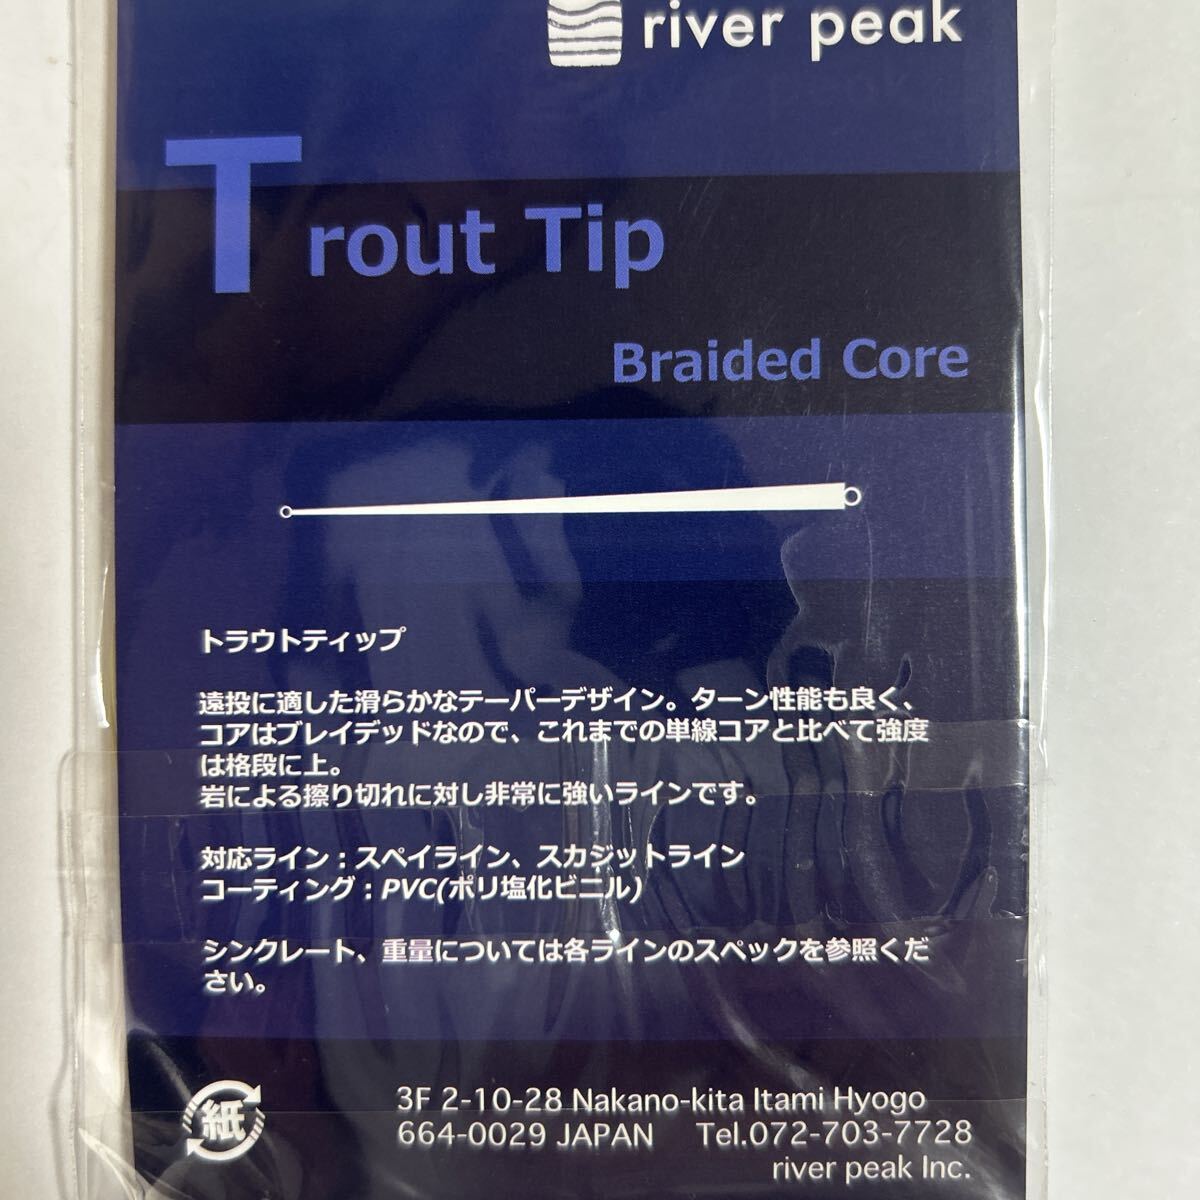 river peak
Trout Tip
Braided Core
トラウトティップ
遠投に適した滑らかなテーパーデザイン。ターン性能も良く、
コアはブレイデッドなので、これまでの単線コアと比べて強度
は格段に上。
岩による擦り切れに対し非常に強いラインです。
対応ライン：スペイライン、スカジットライン
コーティング：PVC(ポリ塩化ビニル)
シンクレート、重量については各ラインのスペックを参照くだ
さい。
紙
3F 2-10-28 Nakano-kita Itami Hyogo
664-0029 JAPAN Tel.072-703-7728
river peak Inc.